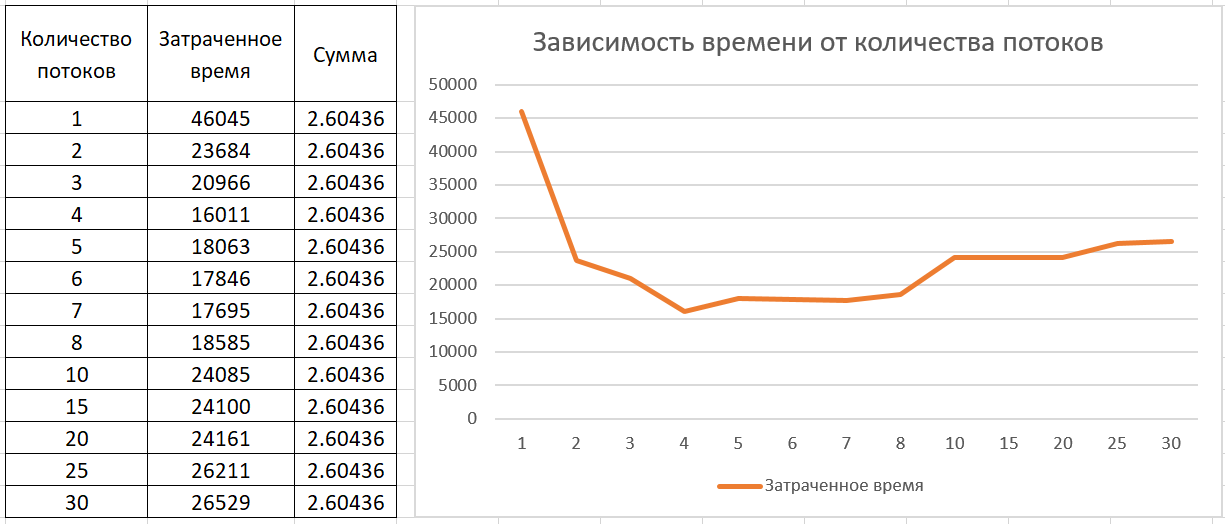 Количество потоков Затраченное время Сумма
1 46045 2.60436
2 23684 2.60436
3 20966 2.60436
4 16011 2.60436
5 18063 2.60436
6 17846 2.60436
7 17695 2.60436
8 18585 2.60436
10 24085 2.60436
15 24100 2.60436
20 24161 2.60436
25 26211 2.60436
30 26529 2.60436
Зависимость времени от количества потоков
50000
45000
40000
35000
30000
25000
20000
15000
10000
5000
0
1 2 3 4 5 6 7 8 10 15 20 25 30
Затраченное время